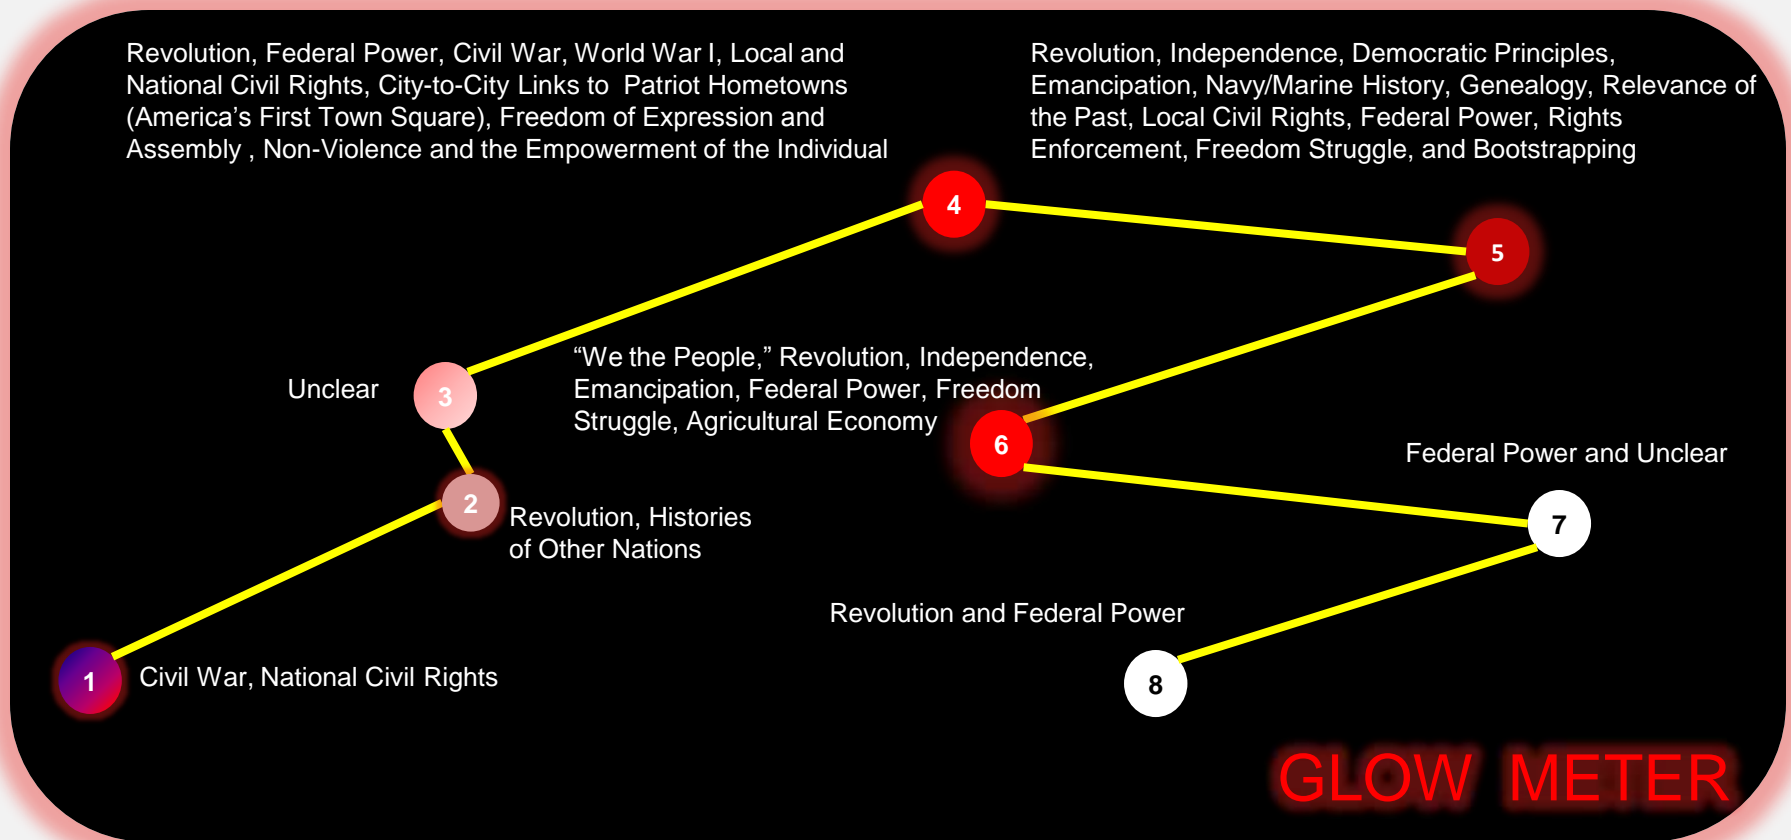 Revolution, Federal Power, Civil War, World War I, Local and
National Civil Rights, City-to-City Links to Patriot Hometowns
(America’s First Town Square), Freedom of Expression and
Assembly , Non-Violence and the Empowerment of the Individual
Revolution, Independence, Democratic Principles,
Emancipation, Navy/Marine History, Genealogy, Relevance of
the Past, Local Civil Rights, Federal Power, Rights
Enforcement, Freedom Struggle, and Bootstrapping
4
5
“We the People,” Revolution, Independence,
Emancipation, Federal Power, Freedom
Struggle, Agricultural Economy
Unclear
3
6
Federal Power and Unclear
7
2
Revolution, Histories
of Other Nations
Revolution and Federal Power
8
1
Civil War, National Civil Rights
GLOW METER